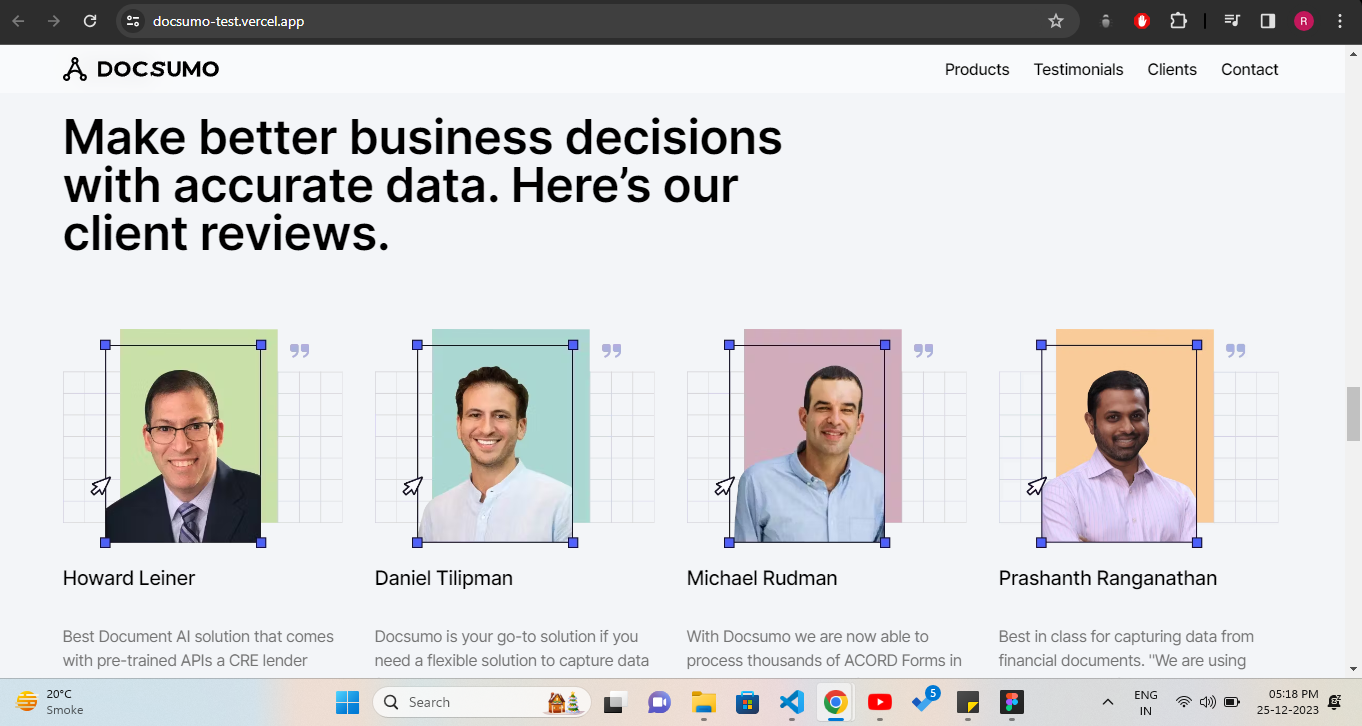 docsumo-test.vercel.app
R
DOCSUMO
Products Testimonials Clients Contact
Make better business decisions
with accurate data. Here’s our
client reviews.
Howard Leiner
Best Document AI solution that comes
with pre-trained APIs a CRE lender
Daniel Tilipman
Docsumo is your go-to solution if you
need a flexible solution to capture data
Michael Rudman
With Docsumo we are now able to
process thousands of ACORD Forms in
Prashanth Ranganathan
Best in class for capturing data from
financial documents. "We are using
20°C
Smoke
Search
5
ENG
IN
05:18 PM
25-12-2023